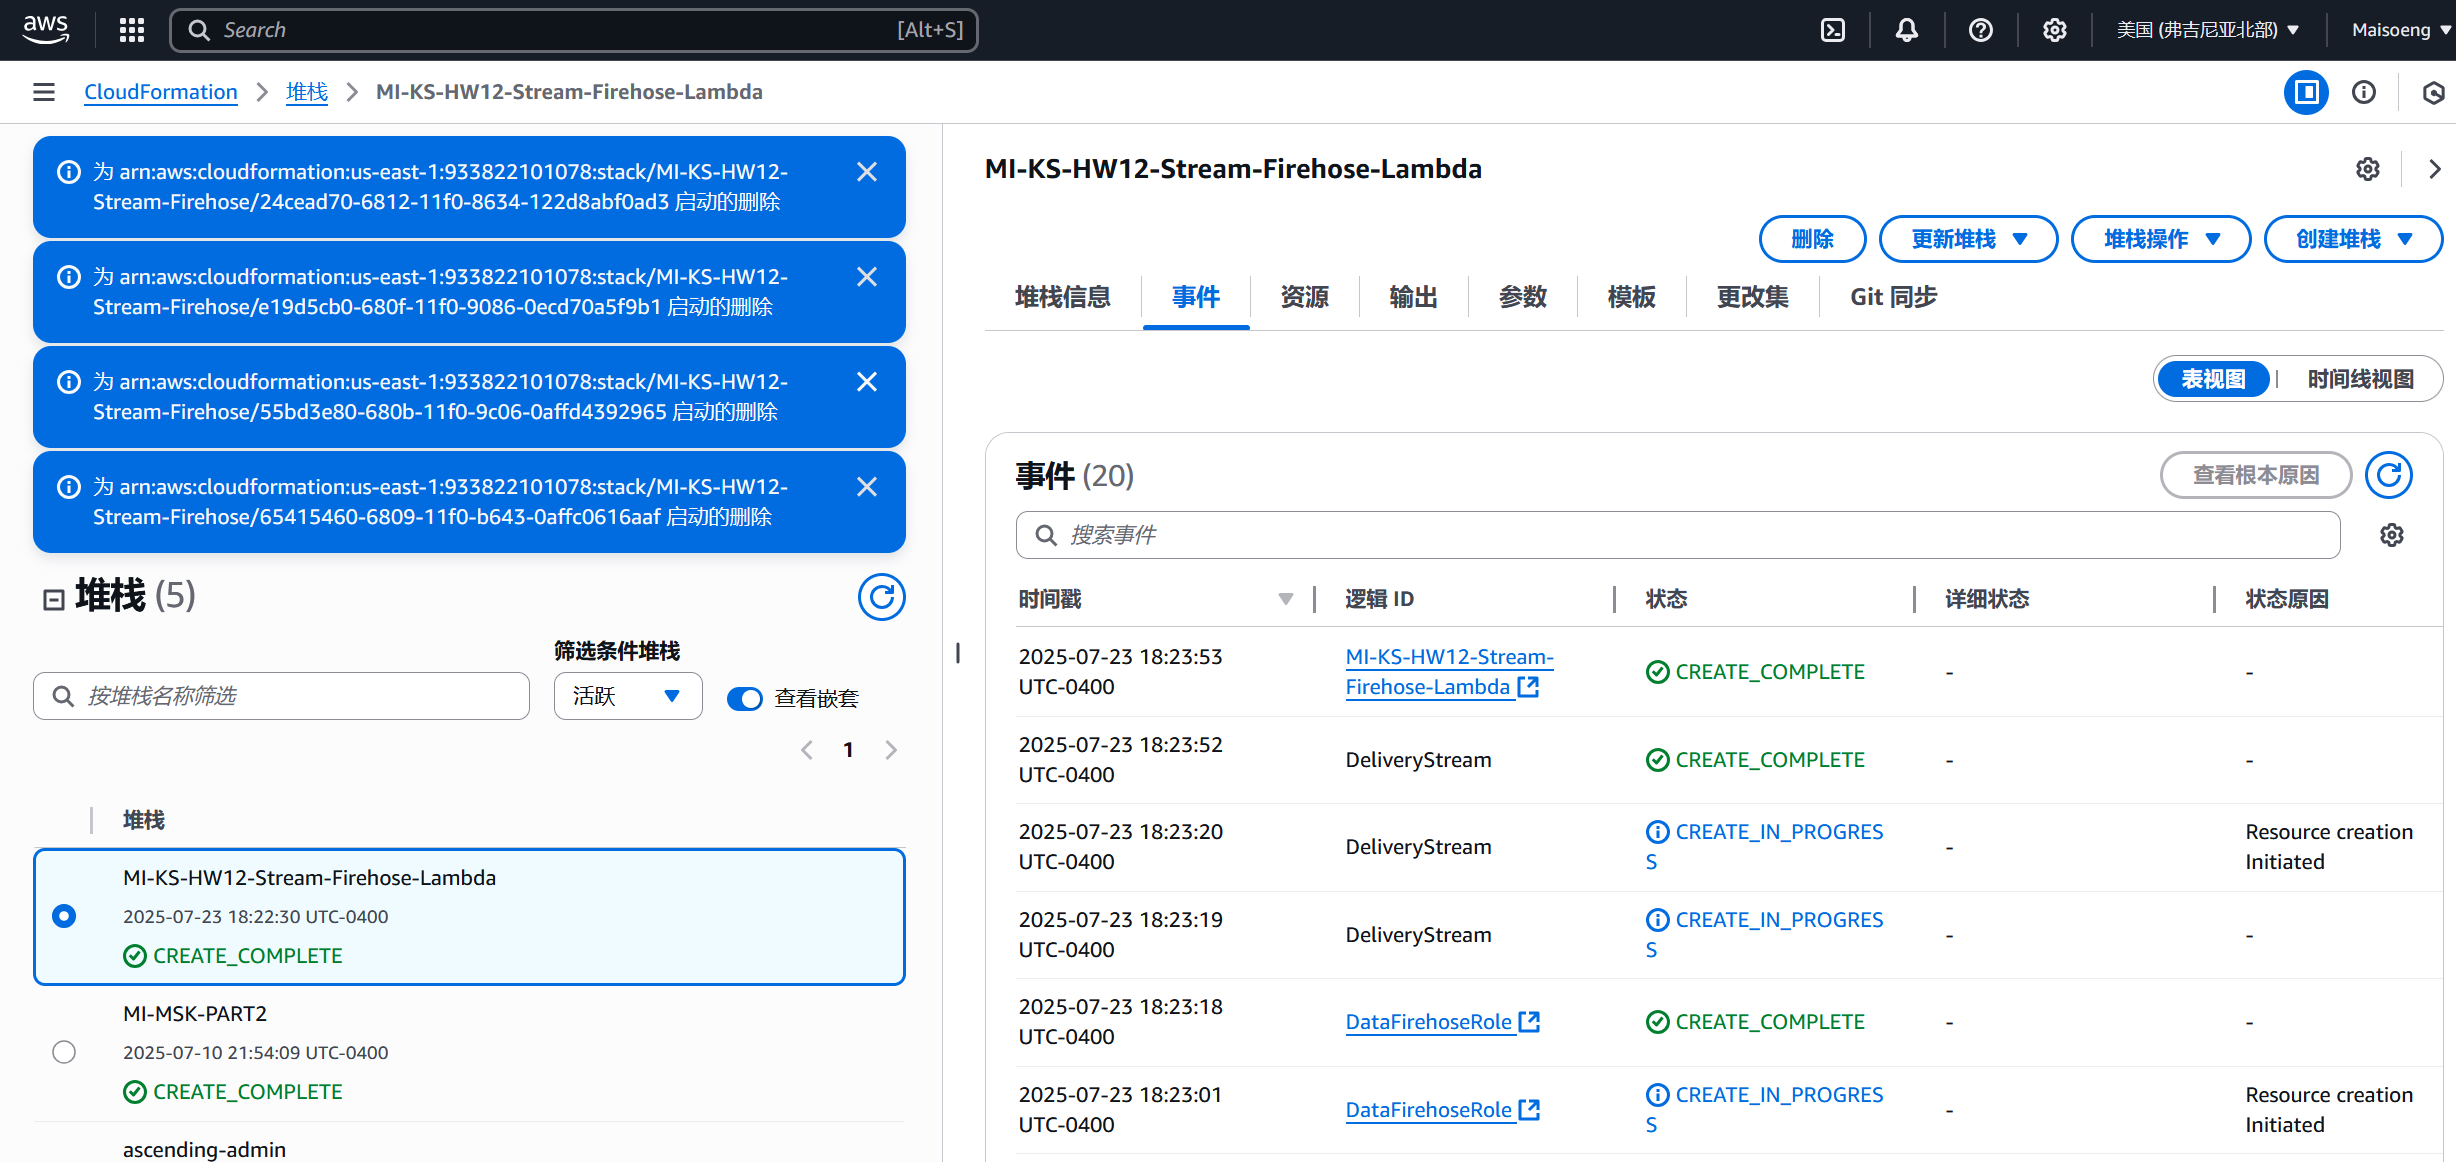 aws
Search
[Alt+S]
美国 (弗吉尼亚北部)
Maisoeng
CloudFormation
堆栈
MI-KS-HW12-Stream-Firehose-Lambda
为 arn:aws:cloudformation:us-east-1:933822101078:stack/MI-KS-HW12-
Stream-Firehose/24cead70-6812-11f0-8634-122d8abf0ad3 启动的删除
为 arn:aws:cloudformation:us-east-1:933822101078:stack/MI-KS-HW12-
Stream-Firehose/e19d5cb0-680f-11f0-9086-0ecd70a5f9b1 启动的删除
为 arn:aws:cloudformation:us-east-1:933822101078:stack/MI-KS-HW12-
Stream-Firehose/55bd3e80-680b-11f0-9c06-0affd4392965 启动的删除
为 arn:aws:cloudformation:us-east-1:933822101078:stack/MI-KS-HW12-
Stream-Firehose/65415460-6809-11f0-b643-0affc0616aaf 启动的删除
堆栈 (5)
筛选条件堆栈
按堆栈名称筛选
活跃
查看嵌套
1
堆栈
MI-KS-HW12-Stream-Firehose-Lambda
2025-07-23 18:22:30 UTC-0400
CREATE_COMPLETE
MI-MSK-PART2
2025-07-10 21:54:09 UTC-0400
CREATE_COMPLETE
ascending-admin
MI-KS-HW12-Stream-Firehose-Lambda
删除
更新堆栈
堆栈操作
创建堆栈
堆栈信息
事件
资源
输出
参数
模板
更改集
Git 同步
表视图
时间线视图
事件 (20)
查看根本原因
搜索事件
时间戳
逻辑 ID
状态
详细状态
状态原因
2025-07-23 18:23:53
UTC-0400
MI-KS-HW12-Stream-
Firehose-Lambda
CREATE_COMPLETE
-
-
2025-07-23 18:23:52
UTC-0400
DeliveryStream
CREATE_COMPLETE
-
-
2025-07-23 18:23:20
UTC-0400
DeliveryStream
CREATE_IN_PROGRES
S
-
Resource creation
Initiated
2025-07-23 18:23:19
UTC-0400
DeliveryStream
CREATE_IN_PROGRES
S
-
-
2025-07-23 18:23:18
UTC-0400
DataFirehoseRole
CREATE_COMPLETE
-
-
2025-07-23 18:23:01
UTC-0400
DataFirehoseRole
CREATE_IN_PROGRES
S
-
Resource creation
Initiated